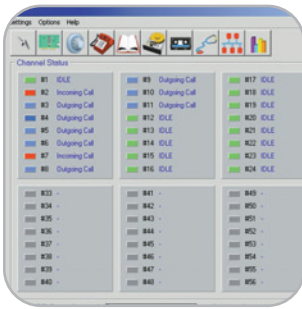 ettings Options Help
Channel Status
#1 IDLE
#2 Incoming Call
#3 Outgoing Call
#4 Outgoing Call
#5 Outgoing Call
#6 Outgoing Call
#7 Incoming Call
#8 Outgoing Call
#9 Outgoing Call
#10 Outgoing Call
#11 Outgoing Call
#12 IDLE
#13 IDLE
#14 IDLE
#15 IDLE
#16 IDLE
#17 IDLE
#18 IDLE
#19 IDLE
#20 IDLE
#21 IDLE
#22 IDLE
#23 IDLE
#24 IDLE
#33 -
#34 -
#35 -
#36 -
#37 -
#38 -
#39 -
#40 -
#41 -
#42 -
#43 -
#44 -
#45 -
#46 -
#47 -
#48 -
#49 -
#50 -
#51 -
#52 -
#53 -
#54 -
#55 -
#56 -